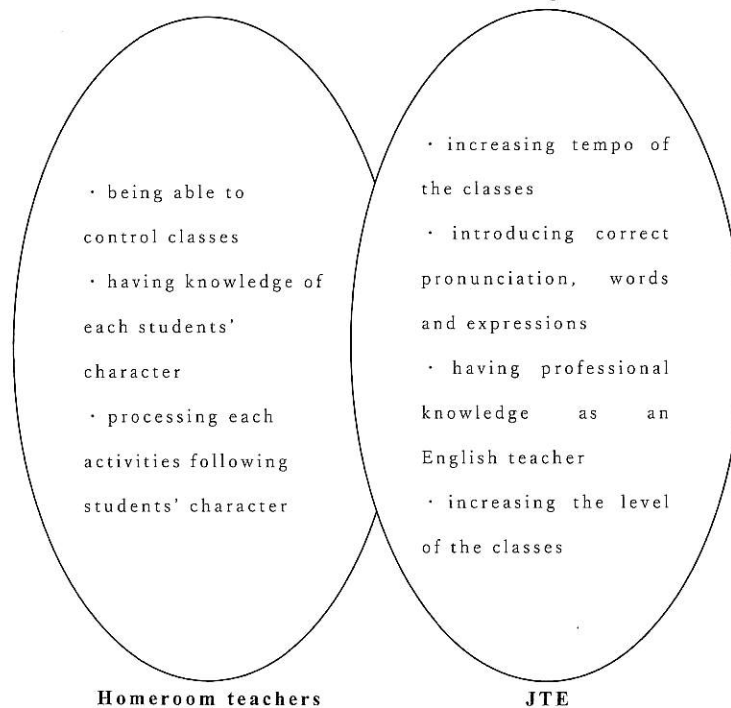 · being able to
control classes
· having knowledge of
each students'
character
· processing each
activities following
students' character
· increasing tempo of
the classes
· introducing correct
pronunciation, words
and expressions
· having professional
knowledge as an
English teacher
· increasing the level
of the classes
Homeroom teachers
JTE